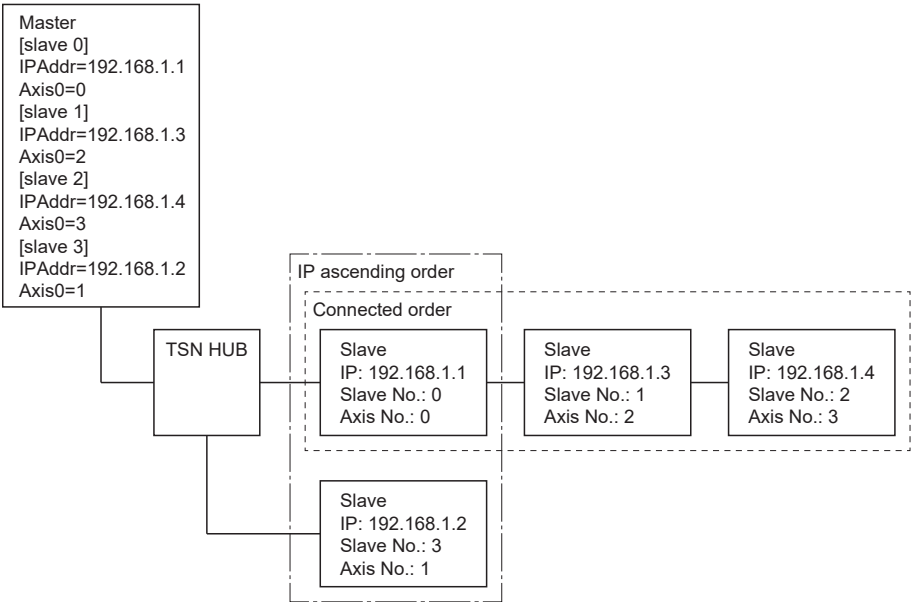 Master
[slave 0]
IPAddr=192.168.1.1
Axis0=0
[slave 1]
IPAddr=192.168.1.3
Axis0=2
[slave 2]
IPAddr=192.168.1.4
Axis0=3
[slave 3]
IPAddr=192.168.1.2
Axis0=1
IP ascending order
Connected order
TSN HUB
Slave
IP: 192.168.1.1
Slave No.: 0
Axis No.: 0
Slave
IP: 192.168.1.3
Slave No.: 1
Axis No.: 2
Slave
IP: 192.168.1.4
Slave No.: 2
Axis No.: 3
Slave
IP: 192.168.1.2
Slave No.: 3
Axis No.: 1